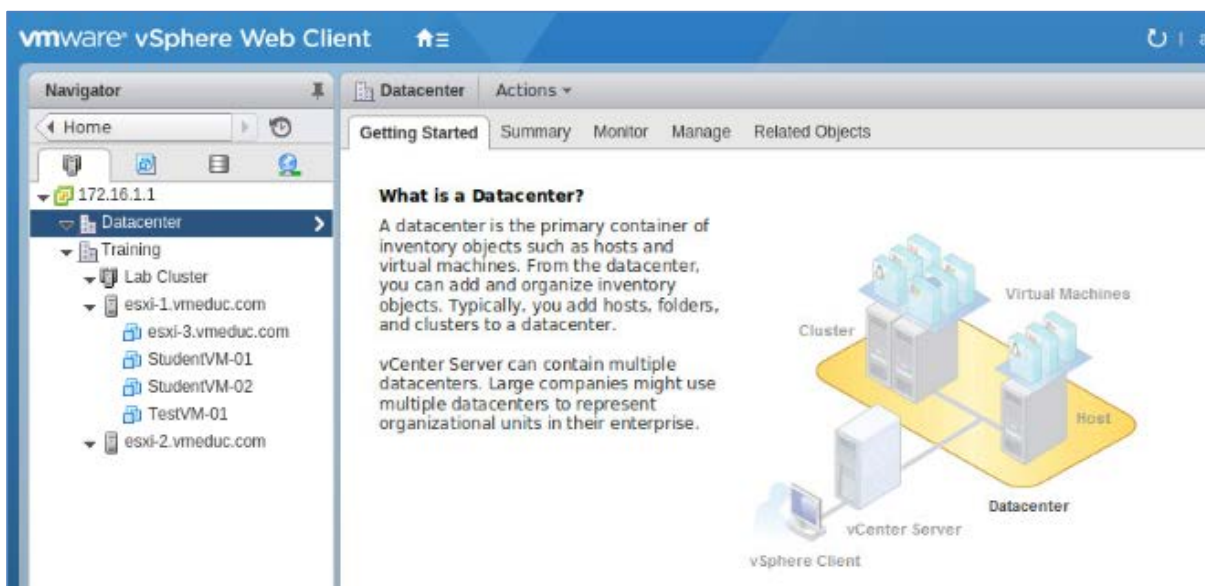 vmware vSphere Web Client
Navigator
Home
172.16.1.1
Datacenter
Training
Lab Cluster
esxi-1.vmeduc.com
esxi-3.vmeduc.com
StudentVM-01
StudentVM-02
TestVM-01
esxi-2.vmeduc.com
Datacenter Actions
Getting Started Summary Monitor Manage Related Objects
What is a Datacenter?
A datacenter is the primary container of
inventory objects such as hosts and
virtual machines. From the datacenter,
you can add and organize inventory
objects. Typically, you add hosts, folders,
and clusters to a datacenter.
vCenter Server can contain multiple
datacenters. Large companies might use
multiple datacenters to represent
organizational units in their enterprise.
Virtual Machines
Cluster
Host
Datacenter
vCenter Server
vSphere Client